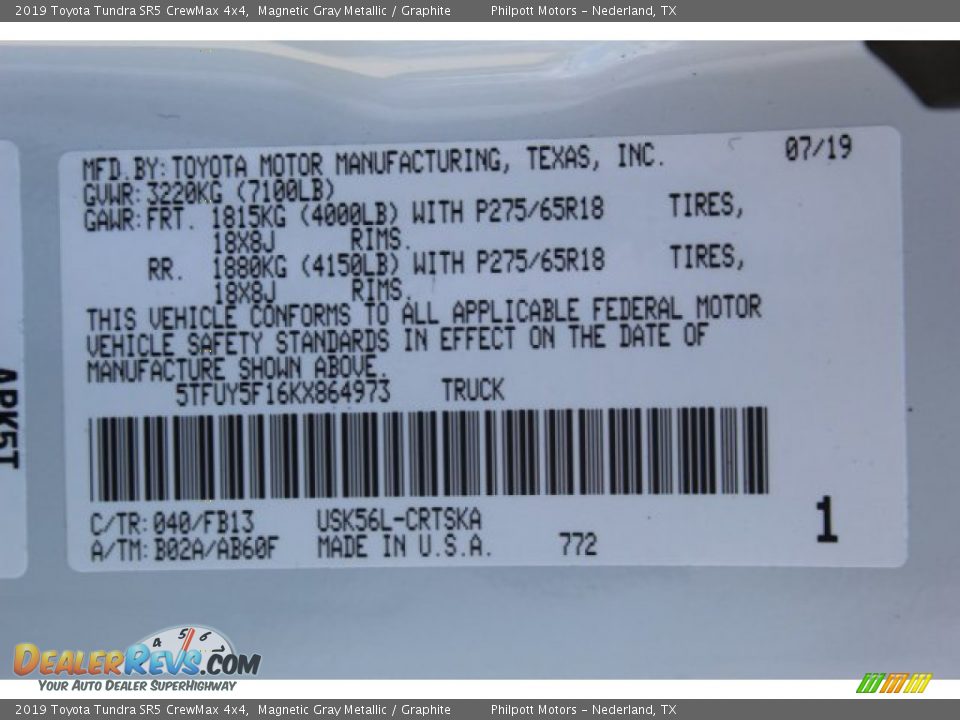 2019 Toyota Tundra SR5 CrewMax 4x4, Magnetic Gray Metallic / Graphite Philpott Motors - Nederland, TX
MFD.BY:TOYOTA MOTOR MANUFACTURING, TEXAS, INC. 07/19
GVWR:3220KG (7100LB)
GAWR:FRT. 1815KG (4000LB) WITH P275/65R18 TIRES,
18X8J RIMS.
RR. 1880KG (4150LB) WITH P275/65R18 TIRES,
18X8J RIMS.
THIS VEHICLE CONFORMS TO ALL APPLICABLE FEDERAL MOTOR
VEHICLE SAFETY STANDARDS IN EFFECT ON THE DATE OF
MANUFACTURE SHOWN ABOVE.
5TFUY5F16KX864973 TRUCK
C/TR:040/FB13 USK56L-CRTSKA
A/TM:B02A/AB60F MADE IN U.S.A. 772
1
4 5 6
DealerRevs.com
Your Auto Dealer SuperHighway
2019 Toyota Tundra SR5 CrewMax 4x4, Magnetic Gray Metallic / Graphite Philpott Motors - Nederland, TX